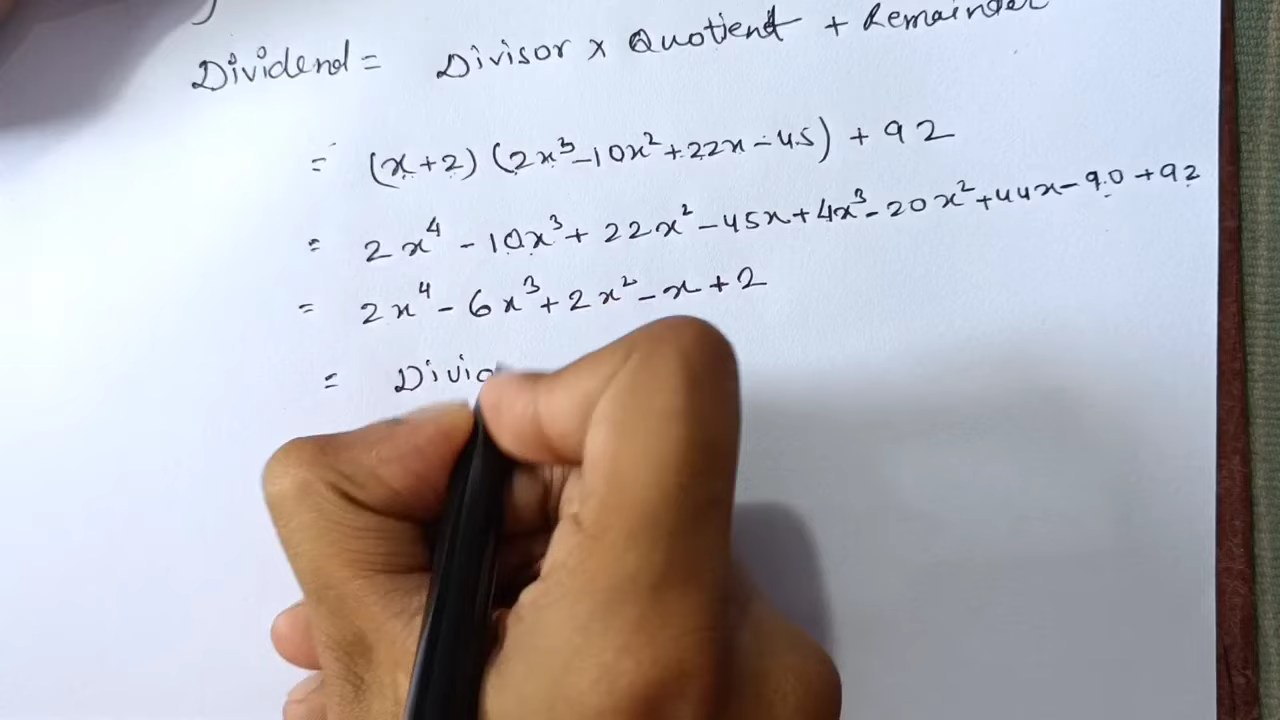 Dividend = Divisor × Quotient + Remainder
= (x+2) (2x³-10x²+22x-45) + 92
= 2x⁴ - 10x³ + 22x² - 45x + 4x³ - 20x² + 44x - 90 + 92
= 2x⁴ - 6x³ + 2x² - x + 2
= Divid